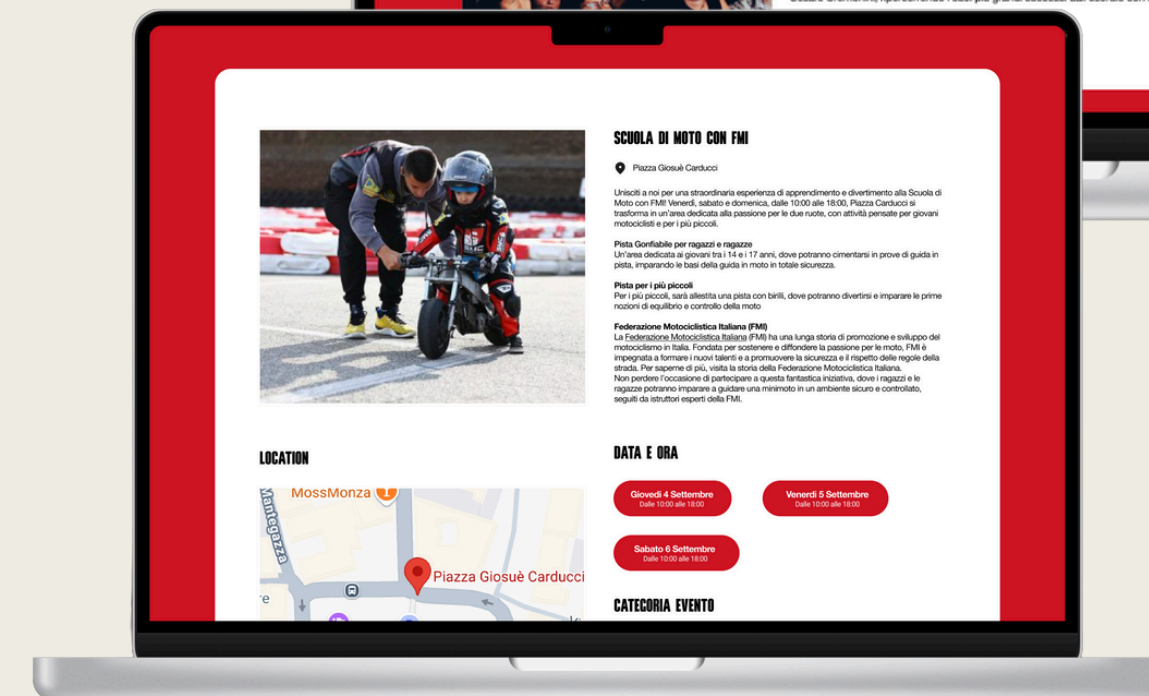 SCUOLA DI MOTO CON FMI
Piazza Giosuè Carducci
Unisciti a noi per una straordinaria esperienza di apprendimento e divertimento alla Scuola di
Moto con FMI! Venerdì, sabato e domenica, dalle 10:00 alle 18:00, Piazza Carducci si
trasforma in un'area dedicata alla passione per le due ruote, con attività pensate per giovani
motociclisti e per i più piccoli.
Pista Gonfiabile per ragazzi e ragazze
Un'area dedicata ai giovani tra i 14 e i 17 anni, dove potranno cimentarsi in prove di guida in
pista, imparando le basi della guida in moto in totale sicurezza.
Pista per i più piccoli
Per i più piccoli, sarà allestita una pista con birilli, dove potranno divertirsi e imparare le prime
nozioni di equilibrio e controllo della moto
Federazione Motociclistica Italiana (FMI)
La Federazione Motociclistica Italiana (FMI) ha una lunga storia di promozione e sviluppo del
motociclismo in Italia. Fondata per sostenere e diffondere la passione per le moto, FMI è
impegnata a formare i nuovi talenti e a promuovere la sicurezza e il rispetto delle regole della
strada. Per saperne di più, visita la storia della Federazione Motociclistica Italiana.
Non perdere l'occasione di partecipare a questa fantastica iniziativa, dove i ragazzi e le
ragazze potranno imparare a guidare una minimoto in un ambiente sicuro e controllato,
seguiti da istruttori esperti della FMI.
LOCATION
MossMonza
Mantegazza
Piazza Giosuè Carducci
DATA E ORA
Giovedì 4 Settembre
Dalle 10:00 alle 18:00
Venerdì 5 Settembre
Dalle 10:00 alle 18:00
Sabato 6 Settembre
Dalle 10:00 alle 18:00
CATEGORIA EVENTO